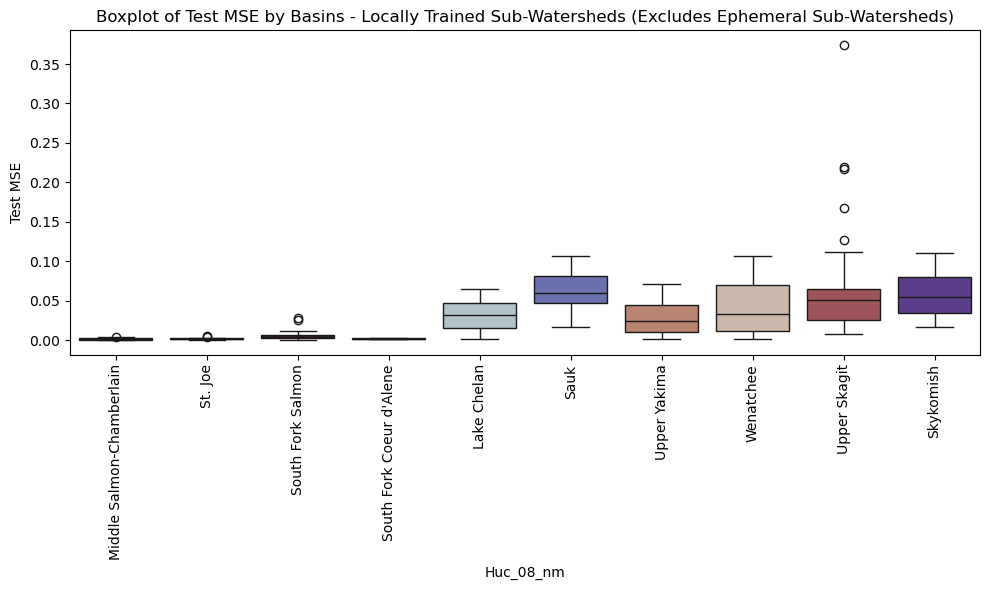 Boxplot of Test MSE by Basins - Locally Trained Sub-Watersheds (Excludes Ephemeral Sub-Watersheds)
Test MSE
0.35
0.30
0.25
0.20
0.15
0.10
0.05
0.00
Middle Salmon-Chamberlain
St. Joe
South Fork Salmon
South Fork Coeur d'Alene
Lake Chelan
Sauk
Upper Yakima
Wenatchee
Upper Skagit
Skykomish
Huc_08_nm